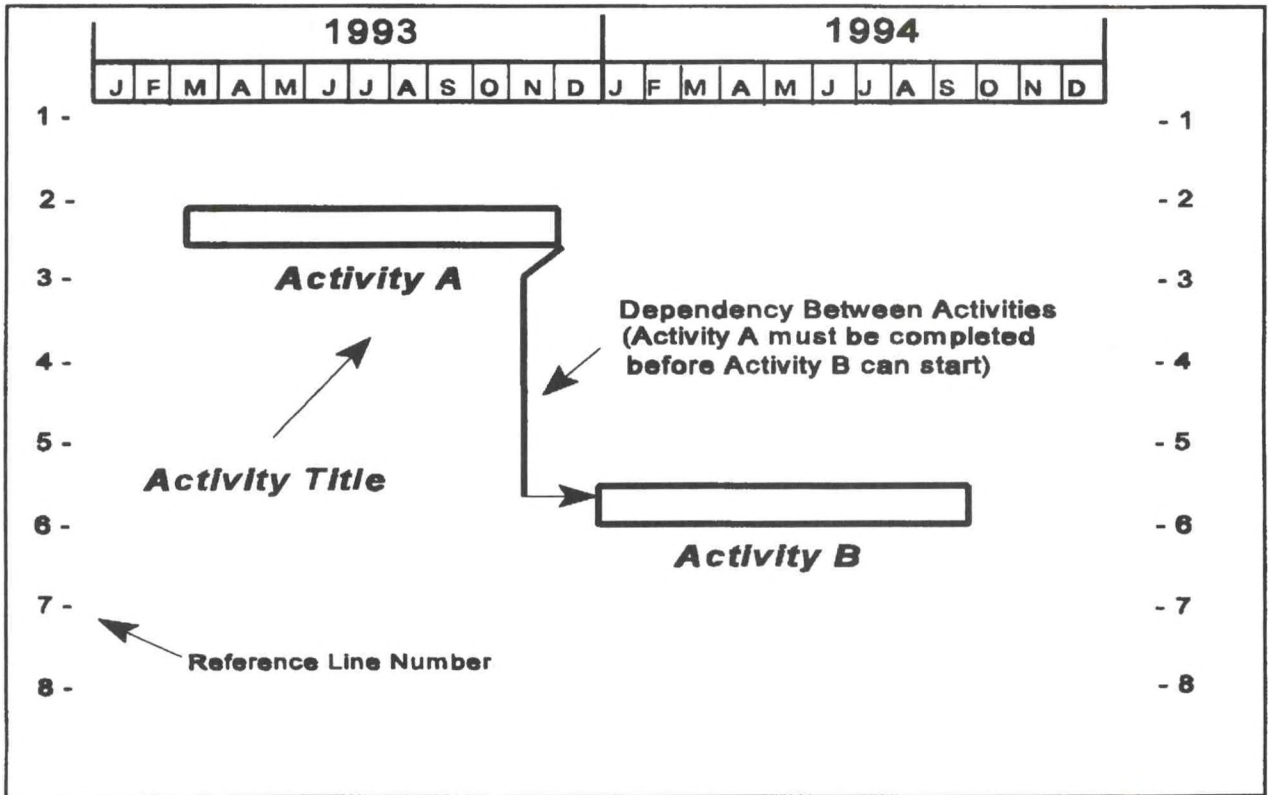 1993 1994
J F M A M J J A S O N D J F M A M J J A S O N D
1 - - 1
2 - - 2
Activity A
3 - - 3
Dependency Between Activities
(Activity A must be completed
before Activity B can start)
4 - - 4
5 - - 5
Activity Title
6 - - 6
Activity B
7 - - 7
Reference Line Number
8 - - 8